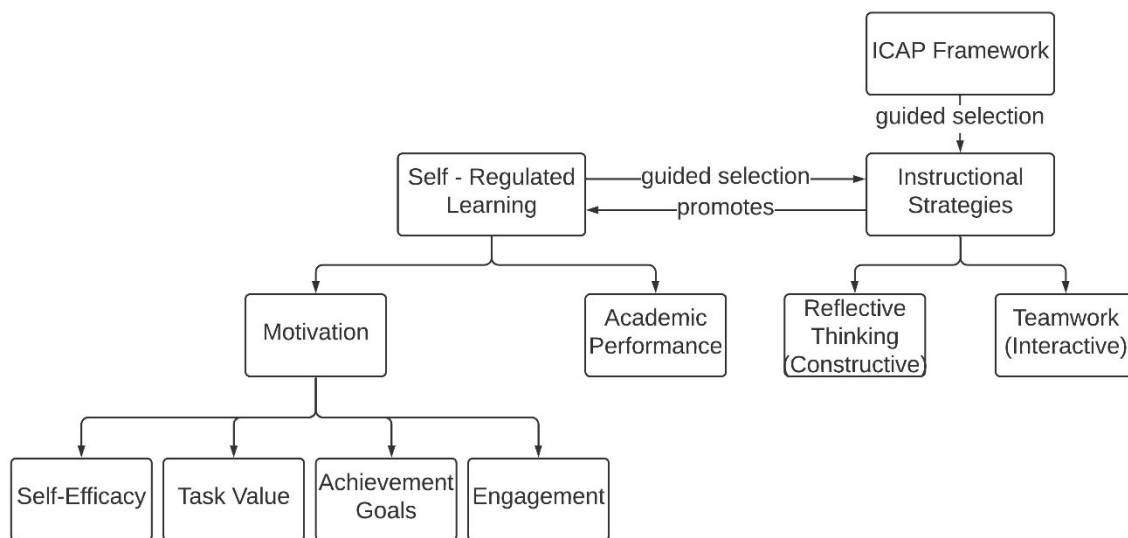 ICAP Framework
guided selection
Self - Regulated
Learning
guided selection
promotes
Instructional
Strategies
Motivation
Academic
Performance
Reflective
Thinking
(Constructive)
Teamwork
(Interactive)
Self-Efficacy
Task Value
Achievement
Goals
Engagement